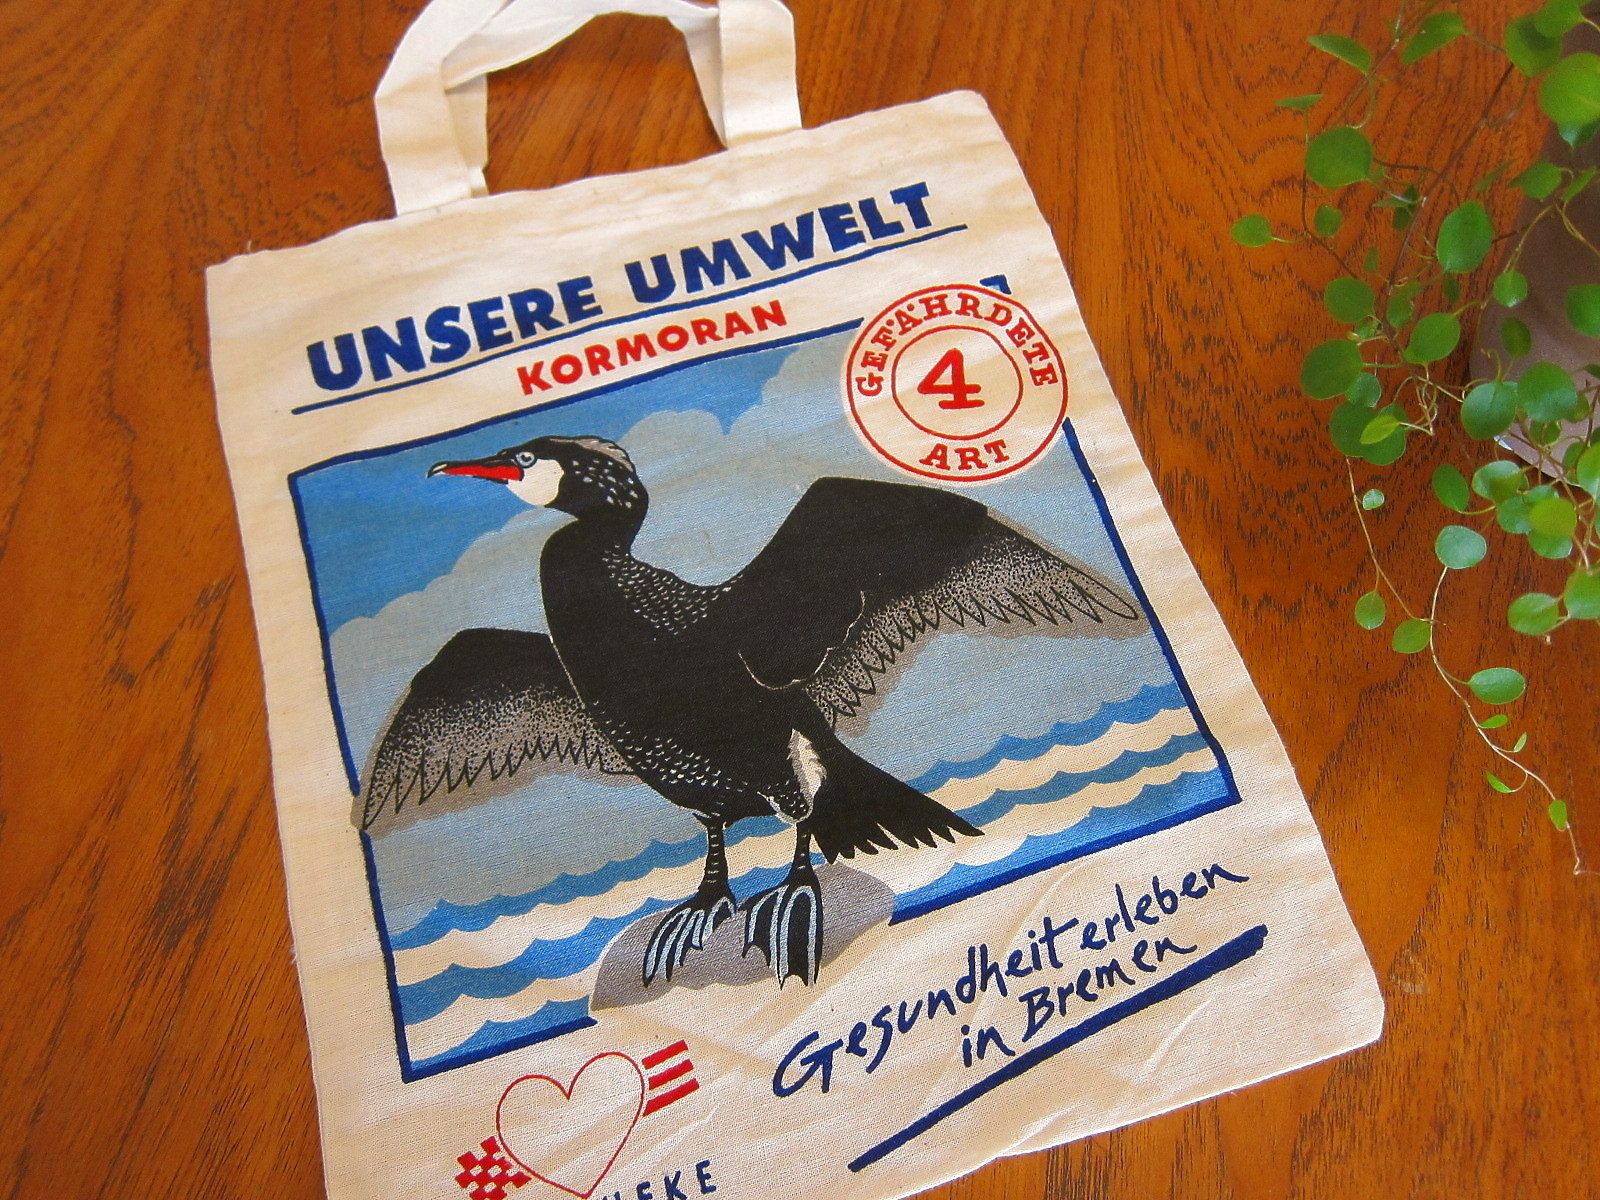 UNSERE UMWELT
KORMORAN
GEFÄHRDETE
4
ART
Gesundheit erleben
in Bremen